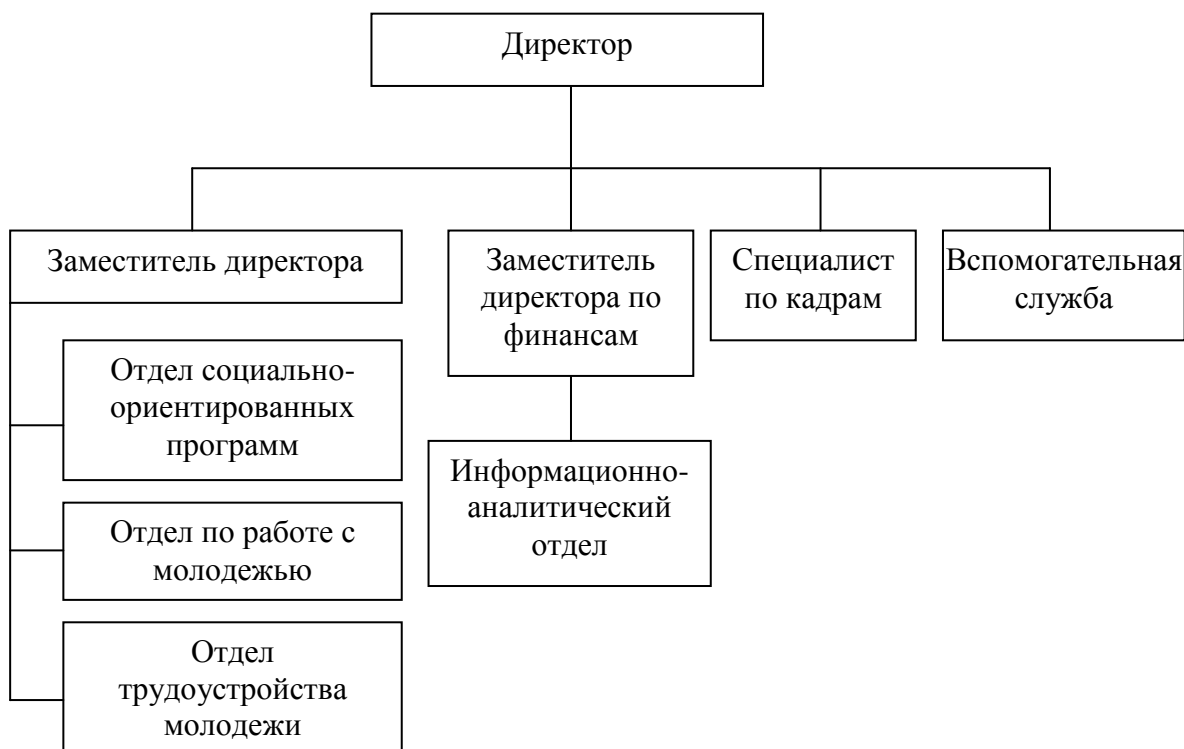 Директор
Заместитель директора
Заместитель
директора по
финансам
Специалист
по кадрам
Вспомогательная
служба
Отдел социально-
ориентированных
программ
Отдел по работе с
молодежью
Отдел
трудоустройства
молодежи
Информационно-
аналитический
отдел